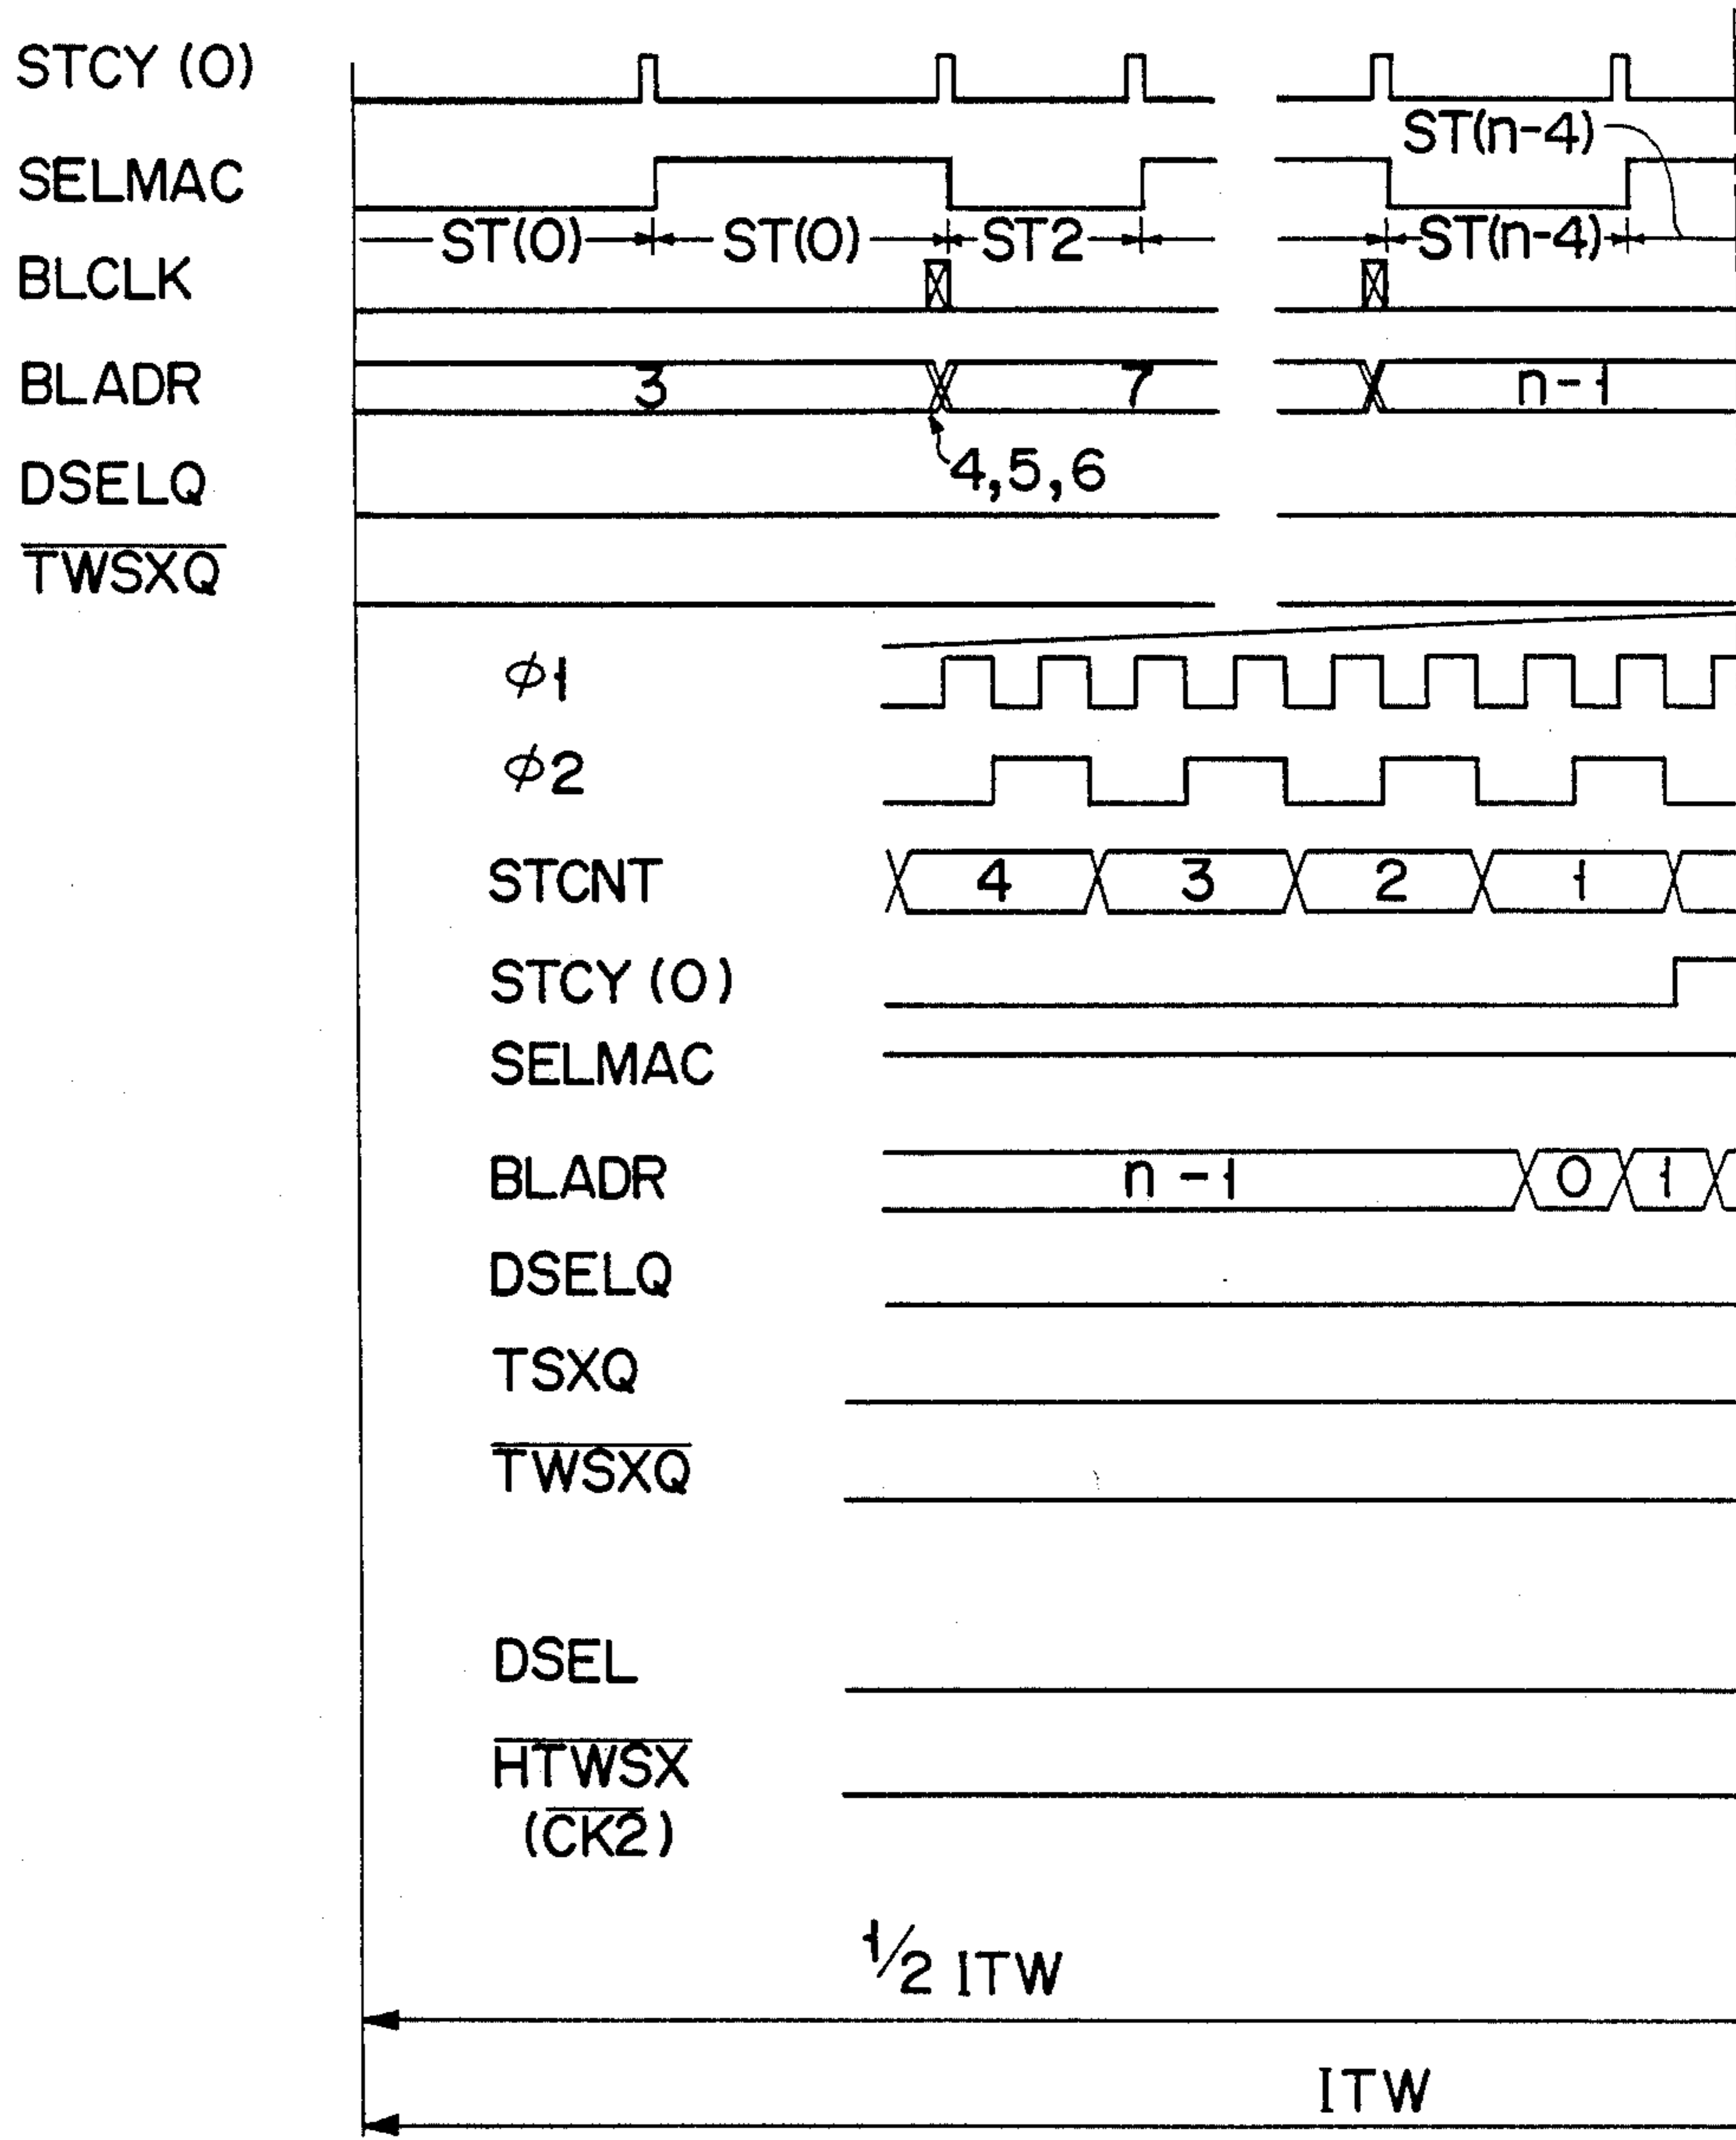 STCY (0)
ST(n-4)
SELMAC
ST(0) ST(0) ST2 ST(n-4)
BLCLK
BLADR 3 7 n-1
4,5,6
DSELQ
TWSXQ
φ1
φ2
STCNT 4 3 2 1
STCY (0)
SELMAC
BLADR n-1 0 1
DSELQ
TSXQ
TWSXQ
DSEL
HTWSX
(CK2)
1/2 ITW
ITW